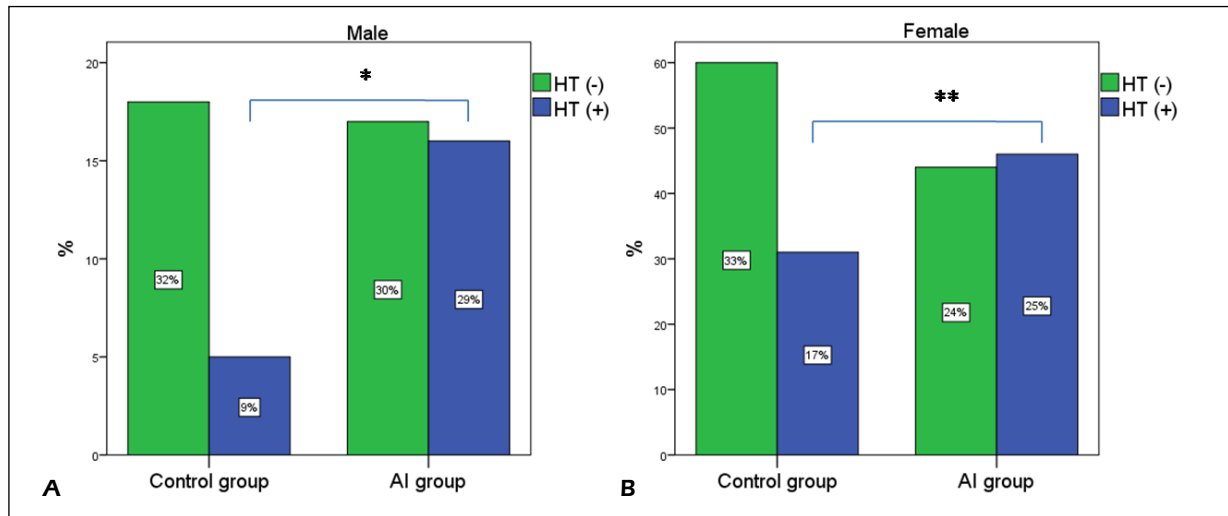 Male
20
15
10
5
0
%
32%
9%
30%
29%
*
HT (-)
HT (+)
Control group
AI group
A
Female
60
50
40
30
20
10
0
%
33%
17%
24%
25%
**
HT (-)
HT (+)
Control group
AI group
B